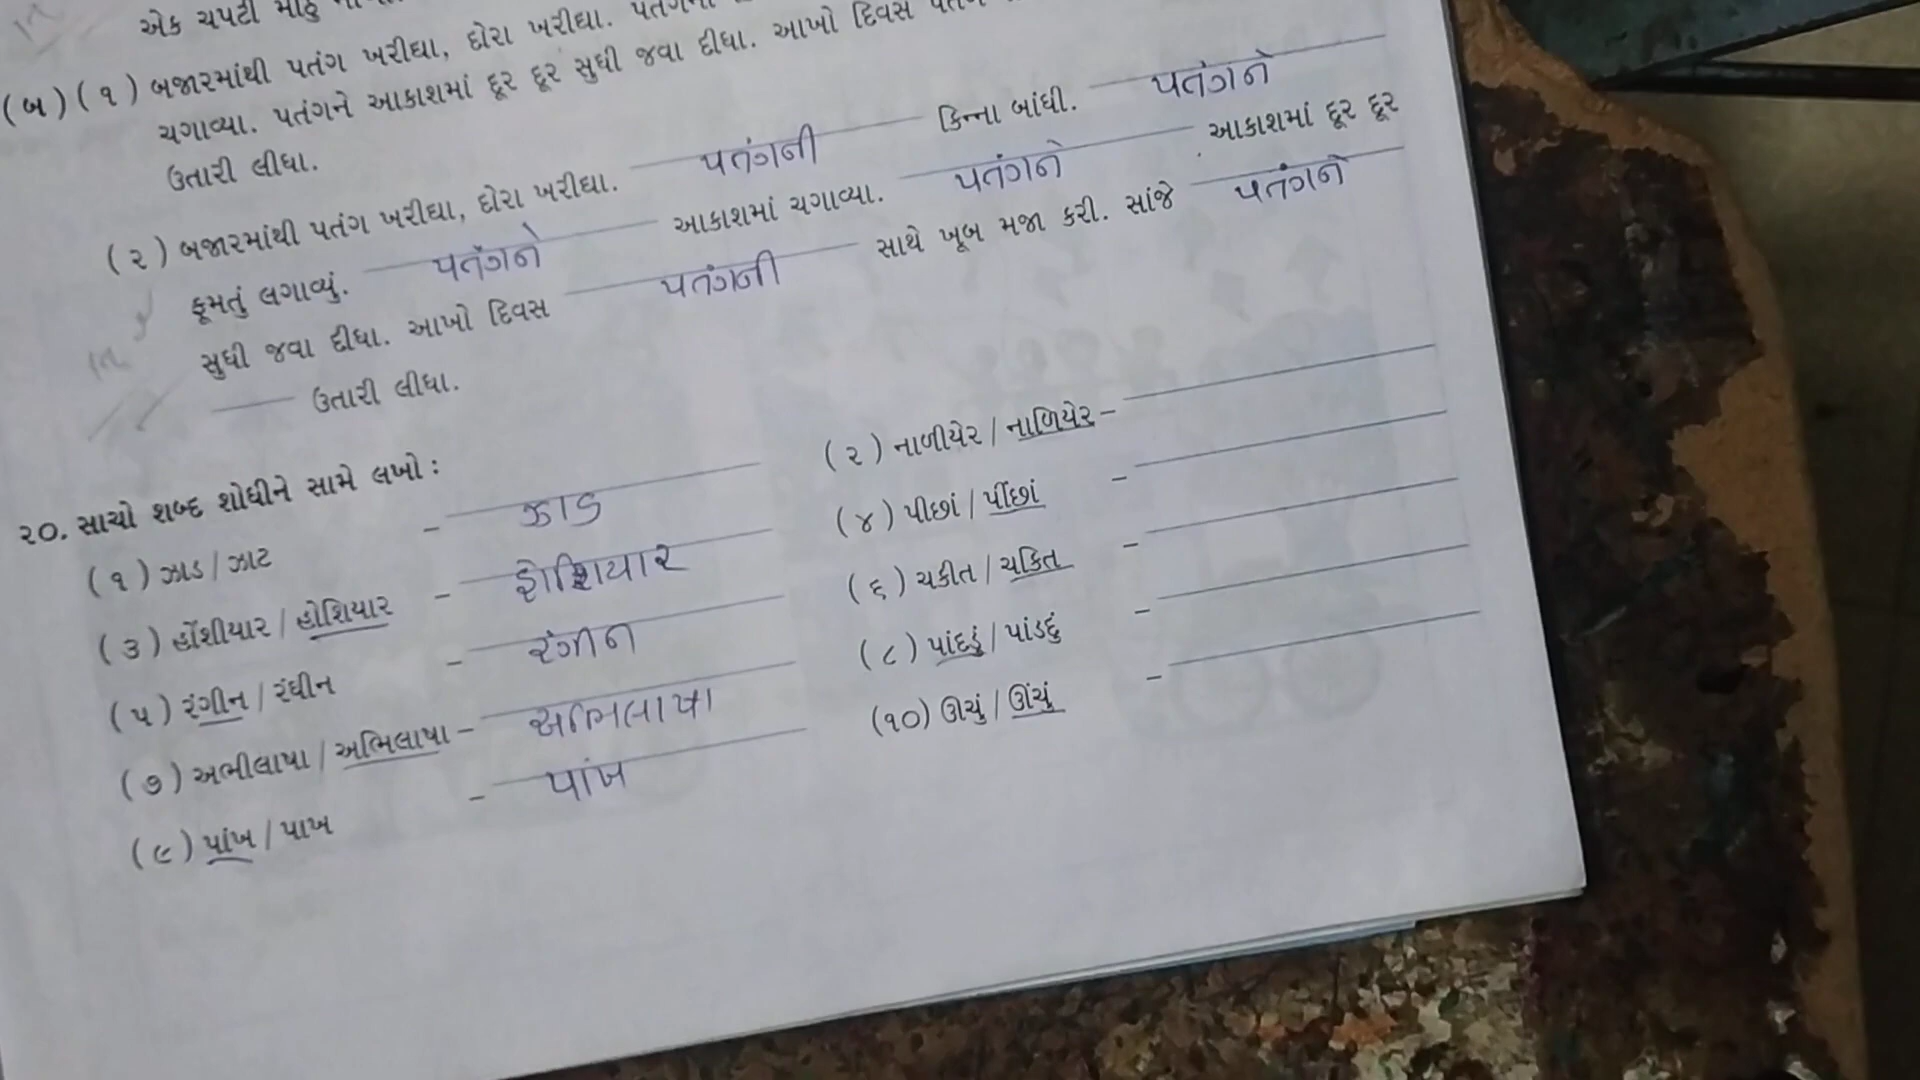 એક ચપટી
(બ) (૧) બજારમાંથી પતંગ ખરીદ્યા, દોરા ખરીદ્યા.
ચગાવ્યા. પતંગને આકાશમાં દૂર દૂર સુધી જવા દીધા. આખો દિવસ
ઉતારી લીધા.
(૨) બજારમાંથી પતંગ ખરીદ્યા, દોરા ખરીદ્યા. પતંગની કિન્ના બાંધી. પતંગને
ફૂમતું લગાવ્યું. પતંગને આકાશમાં ચગાવ્યા. પતંગને આકાશમાં દૂર દૂર
સુધી જવા દીધા. આખો દિવસ પતંગની સાથે ખૂબ મજા કરી. સાંજે પતંગને
ઉતારી લીધા.
૨૦. સાચો શબ્દ શોધીને સામે લખો :
(૧) ઝાડ / ઝાટ - ઝાડ
(૨) નાળીયેર / નાળિયેર -
(૩) હોંશીયાર / હોશિયાર - હોશિયાર
(૪) પીછાં / પીંછાં -
(૫) રંગીન / રંઘીન - રંગીન
(૬) ચકીત / ચકિત -
(૭) અભીલાષા / અભિલાષા - અભિલાષા
(૮) પાંદડું / પાંડદું -
(૯) પાંખ / પાખ - પાંખ
(૧૦) ઊચું / ઊંચું -